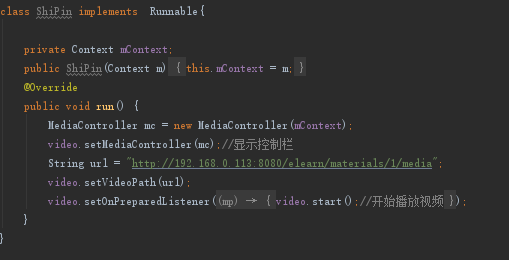 class ShiPin implements Runnable{
private Context mContext;
public ShiPin(Context m) { this.mContext = m; }
@Override
public void run() {
MediaController mc = new MediaController(mContext);
video.setMediaController(mc);//显示控制栏
String url = "http://192.168.0.113:8080/elearn/materials/1/media";
video.setVideoPath(url);
video.setOnPreparedListener((mp) → { video.start();//开始播放视频 });
}
}